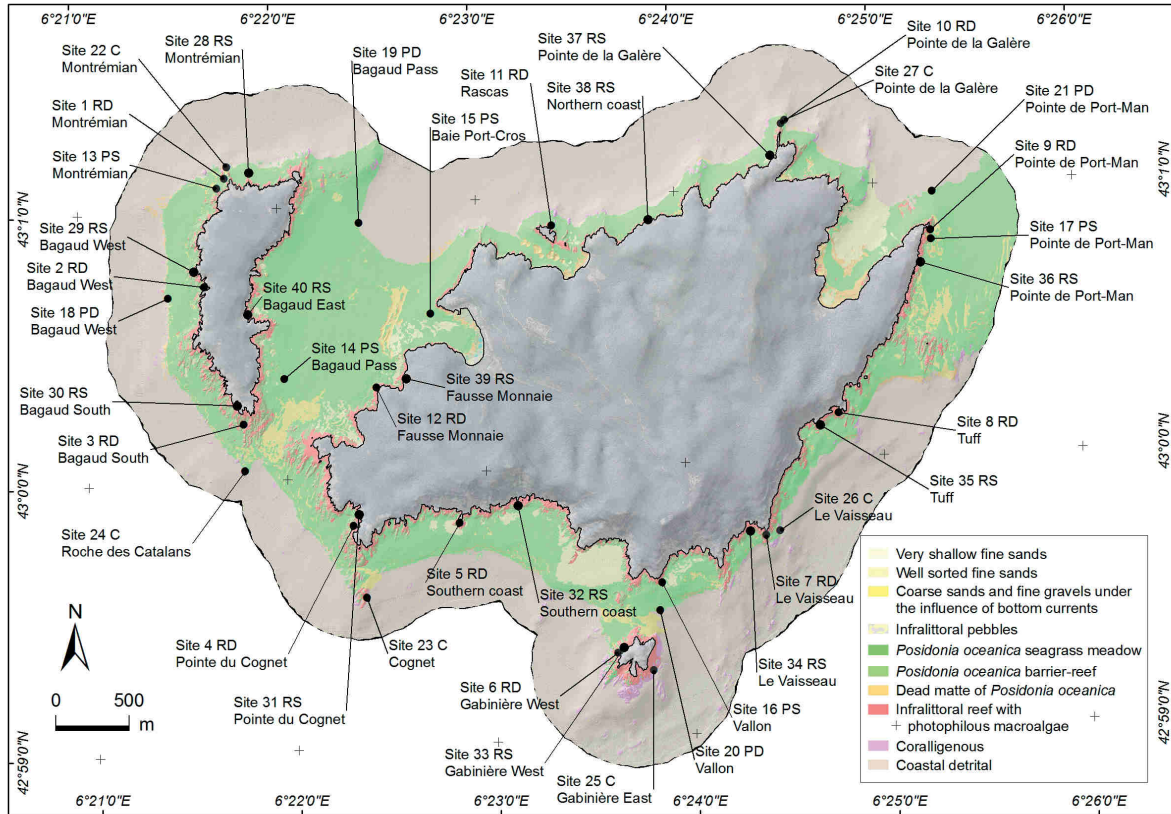 6°21'0"E
6°22'0"E
6°23'0"E
6°24'0"E
6°25'0"E
6°26'0"E
Site 22 C
Montrémian
Site 28 RS
Montrémian
Site 19 PD
Bagaud Pass
Site 11 RD
Rascas
Site 37 RS
Pointe de la Galère
Site 38 RS
Northern coast
Site 10 RD
Pointe de la Galère
Site 27 C
Pointe de la Galère
Site 21 PD
Pointe de Port-Man
Site 1 RD
Montrémian
Site 15 PS
Baie Port-Cros
Site 9 RD
Pointe de Port-Man
Site 13 PS
Montrémian
43°1'0"N
43°1'0"N
Site 29 RS
Bagaud West
Site 17 PS
Pointe de Port-Man
Site 2 RD
Bagaud West
Site 36 RS
Pointe de Port-Man
Site 40 RS
Bagaud East
Site 18 PD
Bagaud West
Site 14 PS
Bagaud Pass
Site 39 RS
Fausse Monnaie
Site 30 RS
Bagaud South
Site 12 RD
Fausse Monnaie
Site 8 RD
Tuff
Site 3 RD
Bagaud South
43°0'0"N
43°0'0"N
Site 35 RS
Tuff
Site 24 C
Roche des Catalans
Site 26 C
Le Vaisseau
Site 5 RD
Southern coast
Site 32 RS
Southern coast
Site 7 RD
Le Vaisseau
N
Site 4 RD
Pointe du Cognet
Site 23 C
Cognet
Site 34 RS
Le Vaisseau
Site 6 RD
Gabinière West
Site 16 PS
Vallon
0
500
m
Site 31 RS
Pointe du Cognet
Site 33 RS
Gabinière West
Site 20 PD
Vallon
Site 25 C
Gabinière East
Very shallow fine sands
Well sorted fine sands
Coarse sands and fine gravels under
the influence of bottom currents
Infralittoral pebbles
Posidonia oceanica seagrass meadow
Posidonia oceanica barrier-reef
Dead matte of Posidonia oceanica
Infralittoral reef with
photophilous macroalgae
Coralligenous
Coastal detrital
42°59'0"N
42°59'0"N
6°21'0"E
6°22'0"E
6°23'0"E
6°24'0"E
6°25'0"E
6°26'0"E